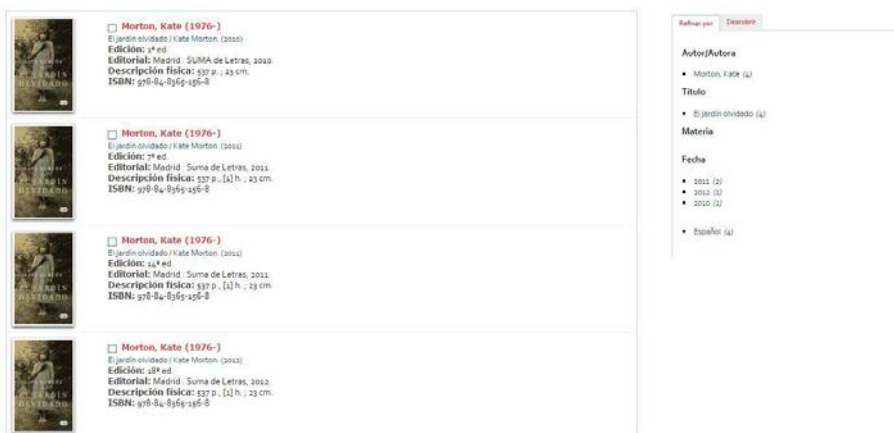 Morton, Kate (1976-)
El jardín olvidado / Kate Morton. (2010)
Edición: 1ª ed.
Editorial: Madrid : SUMA de Letras, 2010.
Descripción física: 537 p. ; 23 cm.
ISBN: 978-84-8365-156-8
Morton, Kate (1976-)
El jardín olvidado / Kate Morton. (2011)
Edición: 7ª ed.
Editorial: Madrid : Suma de Letras, 2011.
Descripción física: 537 p., [1] h. ; 23 cm.
ISBN: 978-84-8365-156-8
Morton, Kate (1976-)
El jardín olvidado / Kate Morton. (2011)
Edición: 14ª ed.
Editorial: Madrid : Suma de Letras, 2011.
Descripción física: 537 p., [1] h. ; 23 cm.
ISBN: 978-84-8365-156-8
Morton, Kate (1976-)
El jardín olvidado / Kate Morton. (2012)
Edición: 18ª ed.
Editorial: Madrid : Suma de Letras, 2012.
Descripción física: 537 p., [1] h. ; 23 cm.
ISBN: 978-84-8365-156-8
Refinar por Descubrir
Autor/Autora
Morton, Kate (4)
Título
El jardín olvidado (4)
Materia
Fecha
2011 (2)
2012 (1)
2010 (1)
Español (4)